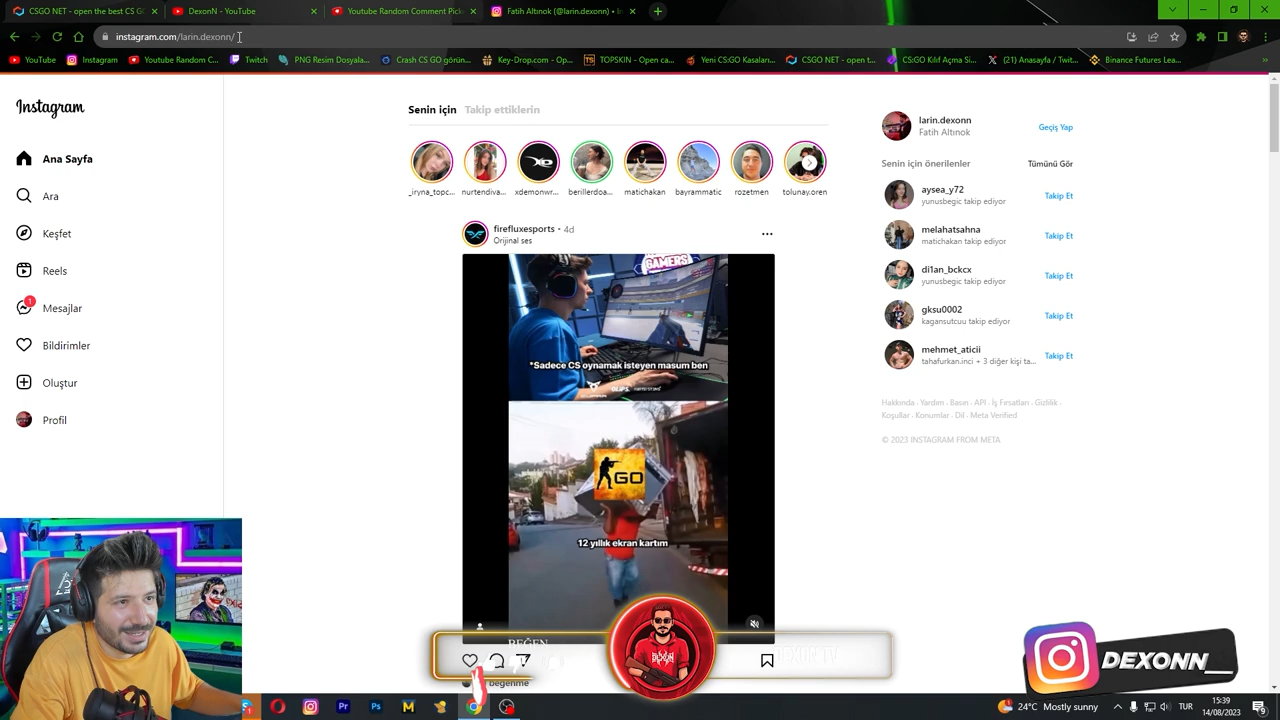 CSGO NET - open the best CS GO
DexonN - YouTube
Youtube Random Comment Pick
Fatih Altınok (@larin.dexonn) • In
instagram.com/larin.dexonn/
YouTube
Instagram
Youtube Random C...
Twitch
PNG Resim Dosyala...
Crash CS GO görün...
Key-Drop.com - Op...
TOPSKIN - Open ca...
Yeni CS:GO Kasaları...
CSGO NET - open t...
CS:GO Kılıf Açma Si...
(21) Anasayfa / Twit...
Binance Futures Lea...
Instagram
Ana Sayfa
Ara
Keşfet
Reels
1
Mesajlar
Bildirimler
Oluştur
Profil
Senin için
Takip ettiklerin
_iryna_topc...
nurtendiva...
xdemonwr...
berillerdoa...
matichakan
bayrammatic
rozetmen
tolunay.oren
firefluxesports • 4d
Orijinal ses
GAMERS
*Sadece CS oynamak isteyen masum ben
GO
12 yıllık ekran kartım
BEĞEN
beğenme
larin.dexonn
Fatih Altınok
Geçiş Yap
Senin için önerilenler
Tümünü Gör
aysea_y72
yunusbegic takip ediyor
Takip Et
melahatsahna
matichakan takip ediyor
Takip Et
di1an_bckcx
yunusbegic takip ediyor
Takip Et
gksu0002
kagansutcuu takip ediyor
Takip Et
mehmet_aticii
tahafurkan.inci + 3 diğer kişi ta...
Takip Et
Hakkında · Yardım · Basın · API · İş Fırsatları · Gizlilik ·
Koşullar · Konumlar · Dil · Meta Verified
© 2023 INSTAGRAM FROM META
DEXONN__
24°C Mostly sunny
TUR
15:39
14/08/2023